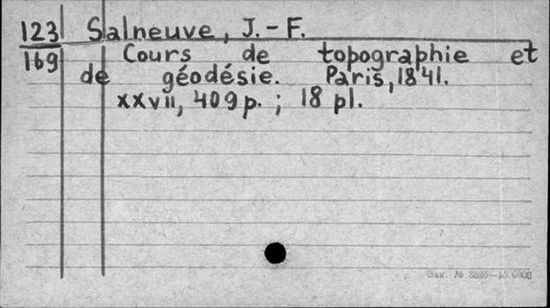 123 Salneuve, J.-F.
169 Cours de topographie et
de géodésie. Paris, 1841.
xxvii, 409 p. ; 18 pl.